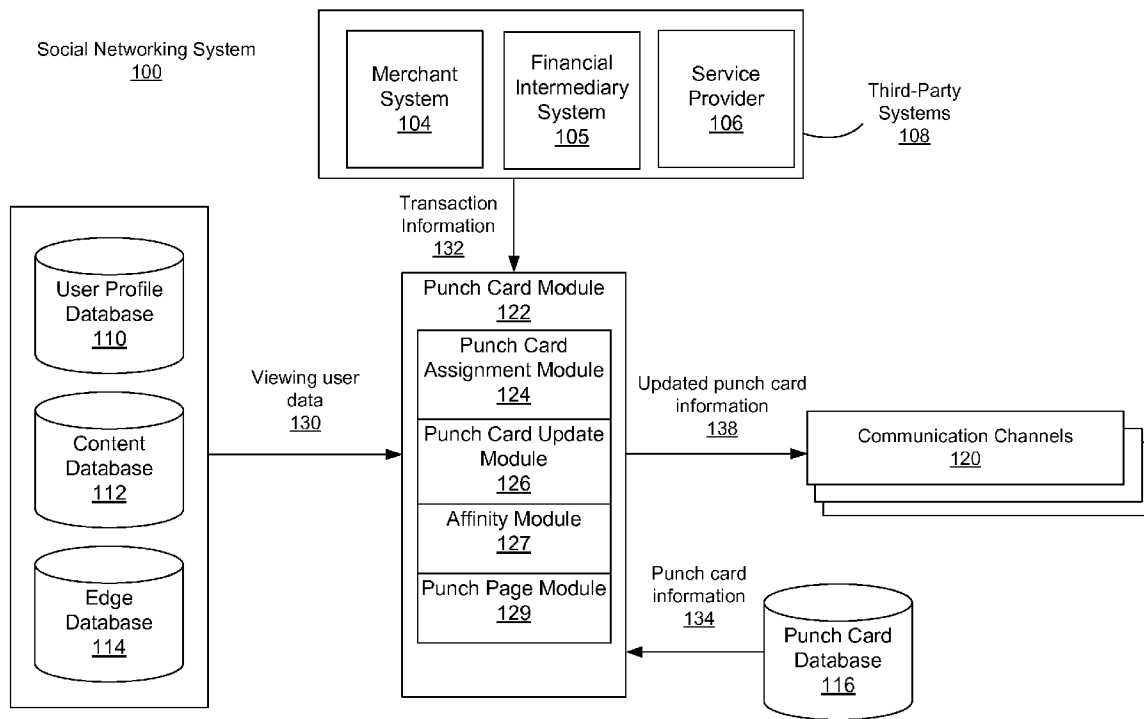 Social Networking System
100
Merchant
System
104
Financial
Intermediary
System
105
Service
Provider
106
Third-Party
Systems
108
Transaction
Information
132
User Profile
Database
110
Content
Database
112
Edge
Database
114
Viewing user
data
130
Punch Card Module
122
Punch Card
Assignment Module
124
Punch Card Update
Module
126
Affinity Module
127
Punch Page Module
129
Updated punch card
information
138
Communication Channels
120
Punch card
information
134
Punch Card
Database
116